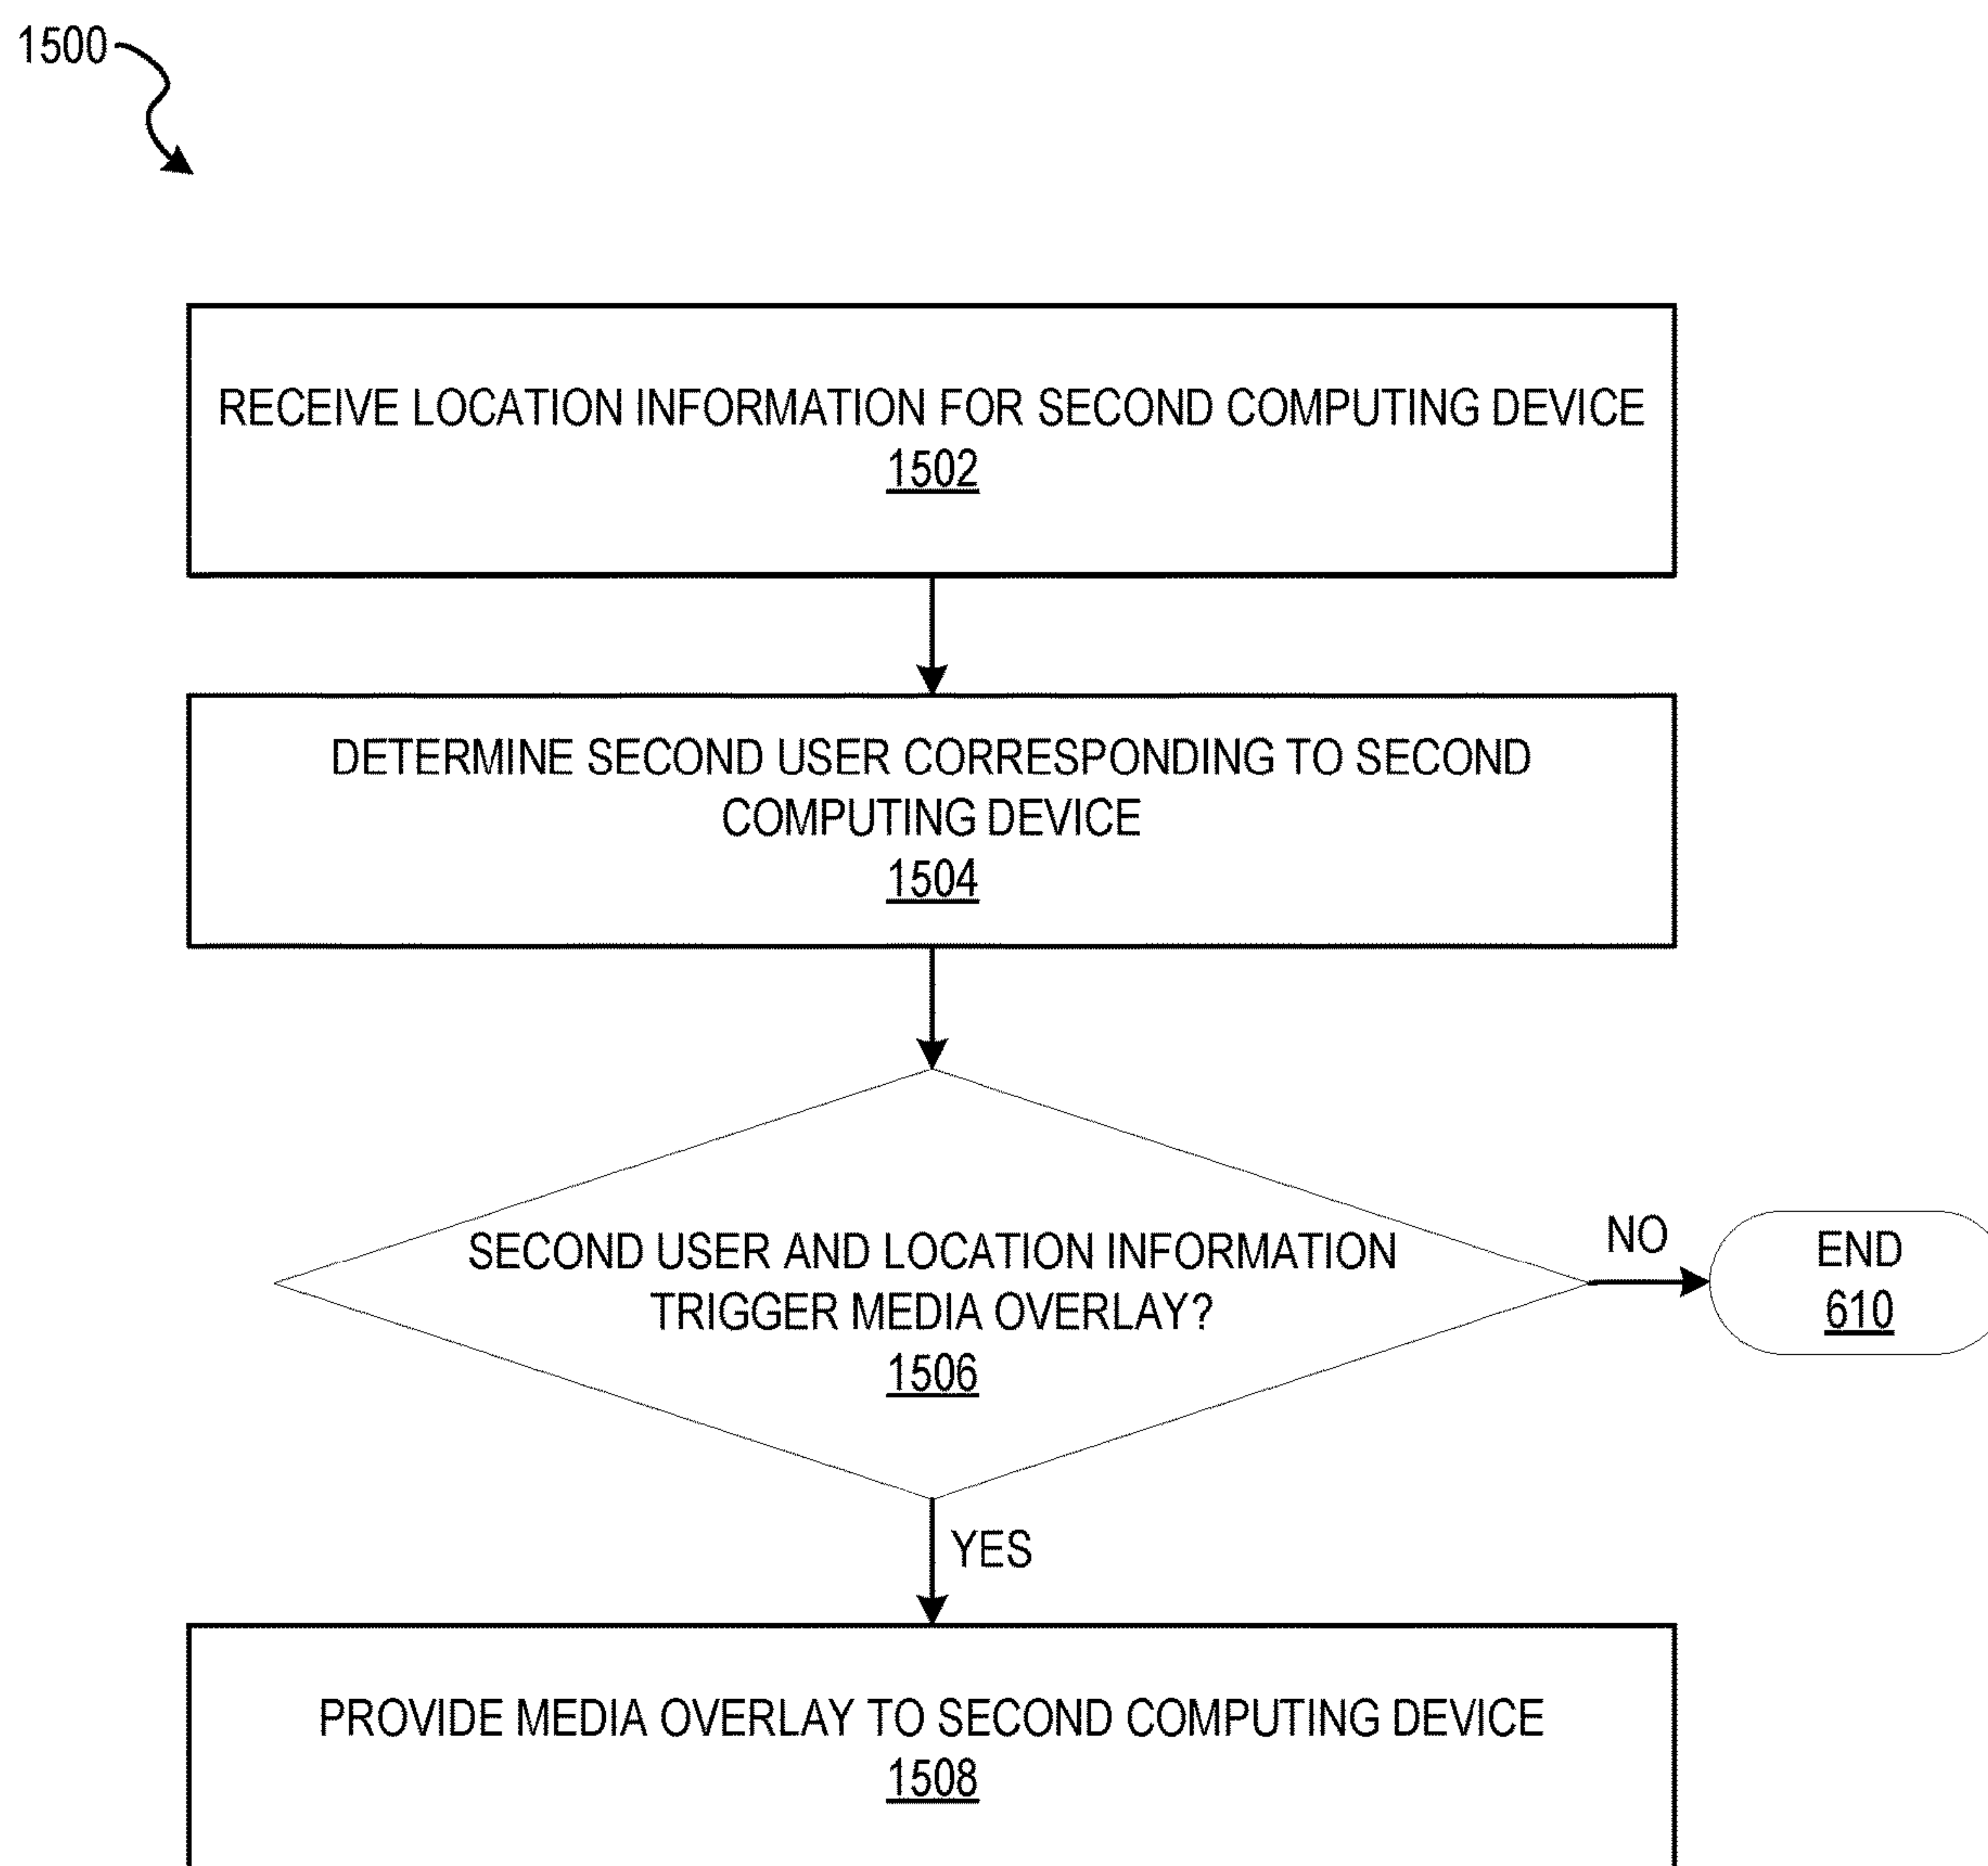 1500
RECEIVE LOCATION INFORMATION FOR SECOND COMPUTING DEVICE
1502
DETERMINE SECOND USER CORRESPONDING TO SECOND
COMPUTING DEVICE
1504
SECOND USER AND LOCATION INFORMATION
TRIGGER MEDIA OVERLAY?
1506
NO
END
610
YES
PROVIDE MEDIA OVERLAY TO SECOND COMPUTING DEVICE
1508